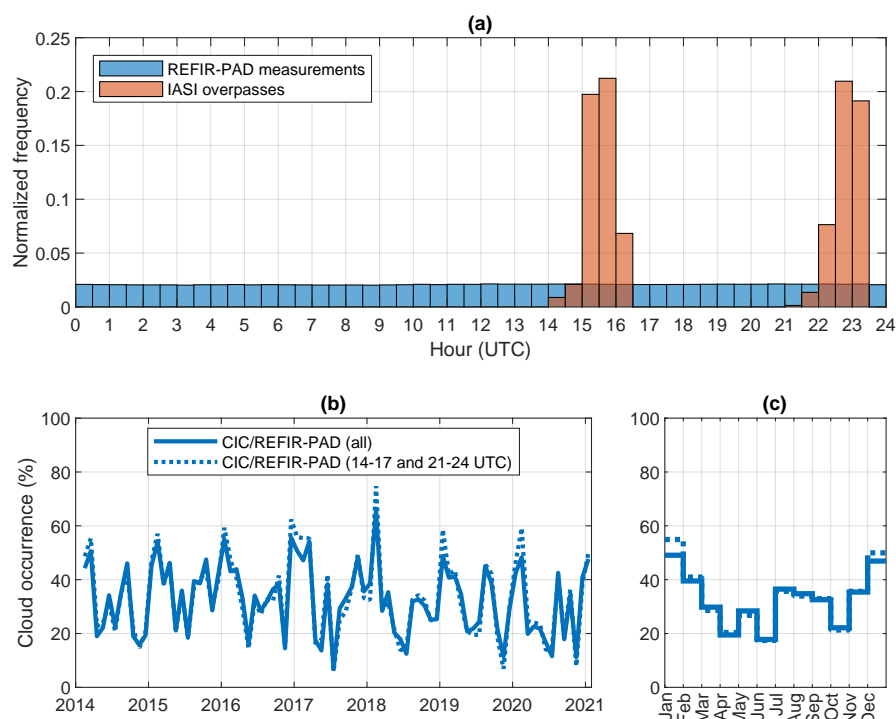 (a)
0.25
0.2
0.15
0.1
0.05
0
Normalized frequency
REFIR-PAD measurements
IASI overpasses
0 1 2 3 4 5 6 7 8 9 10 11 12 13 14 15 16 17 18 19 20 21 22 23 24
Hour (UTC)
(b)
100
80
60
40
20
0
Cloud occurrence (%)
CIC/REFIR-PAD (all)
CIC/REFIR-PAD (14-17 and 21-24 UTC)
2014 2015 2016 2017 2018 2019 2020 2021
(c)
100
80
60
40
20
0
Jan
Feb
Mar
Apr
May
Jun
Jul
Aug
Sep
Oct
Nov
Dec